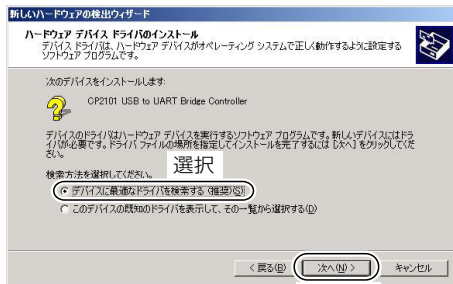 新しいハードウェアの検出ウィザード
ハードウェア デバイス ドライバのインストール
デバイス ドライバは、ハードウェア デバイスがオペレーティング システムで正しく動作するように設定する
ソフトウェア プログラムです。
次のデバイスをインストールします:
CP2101 USB to UART Bridge Controller
デバイスのドライバはハードウェア デバイスを実行するソフトウェア プログラムです。新しいデバイスにはドラ
イバが必要です。ドライバ ファイルの場所を指定してインストールを完了するには [次へ] をクリックしてくだ
さい。
選択
検索方法を選択してください。
デバイスに最適なドライバを検索する (推奨)(S)
このデバイスの既知のドライバを表示して、その一覧から選択する(D)
< 戻る(B) 次へ(N) > キャンセル